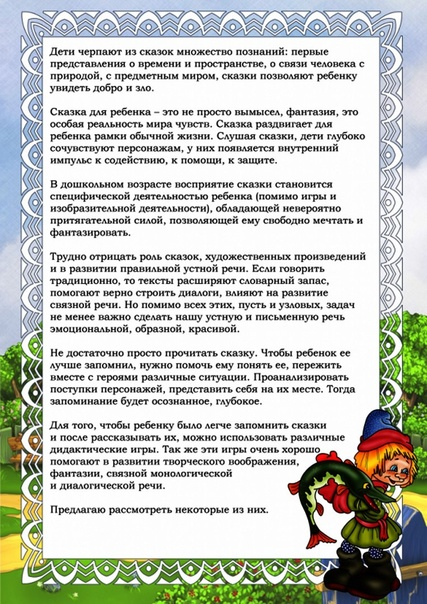 Дети черпают из сказок множество познаний: первые
представления о времени и пространстве, о связи человека с
природой, с предметным миром, сказки позволяют ребенку
увидеть добро и зло.
Сказка для ребенка – это не просто вымысел, фантазия, это
особая реальность мира чувств. Сказка раздвигает для
ребенка рамки обычной жизни. Слушая сказки, дети глубоко
сочувствуют персонажам, у них появляется внутренний
импульс к содействию, к помощи, к защите.
В дошкольном возрасте восприятие сказки становится
специфической деятельностью ребенка (помимо игры и
изобразительной деятельности), обладающей невероятно
притягательной силой, позволяющей ему свободно мечтать и
фантазировать.
Трудно отрицать роль сказок, художественных произведений
и в развитии правильной устной речи. Если говорить
традиционно, то тексты расширяют словарный запас,
помогают верно строить диалоги, влияют на развитие
связной речи. Но помимо всех этих, пусть и узловых, задач
не менее важно сделать нашу устную и письменную речь
эмоциональной, образной, красивой.
Не достаточно просто прочитать сказку. Чтобы ребенок ее
лучше запомнил, нужно помочь ему понять ее, пережить
вместе с героями различные ситуации. Проанализировать
поступки персонажей, представить себя на их месте. Тогда
запоминание будет осознанное, глубокое.
Для того, чтобы ребенку было легче запомнить сказки
и после рассказывать их, можно использовать различные
дидактические игры. Так же эти игры очень хорошо
помогают в развитии творческого воображения,
фантазии, связной монологической
и диалогической речи.
Предлагаю рассмотреть некоторые из них.